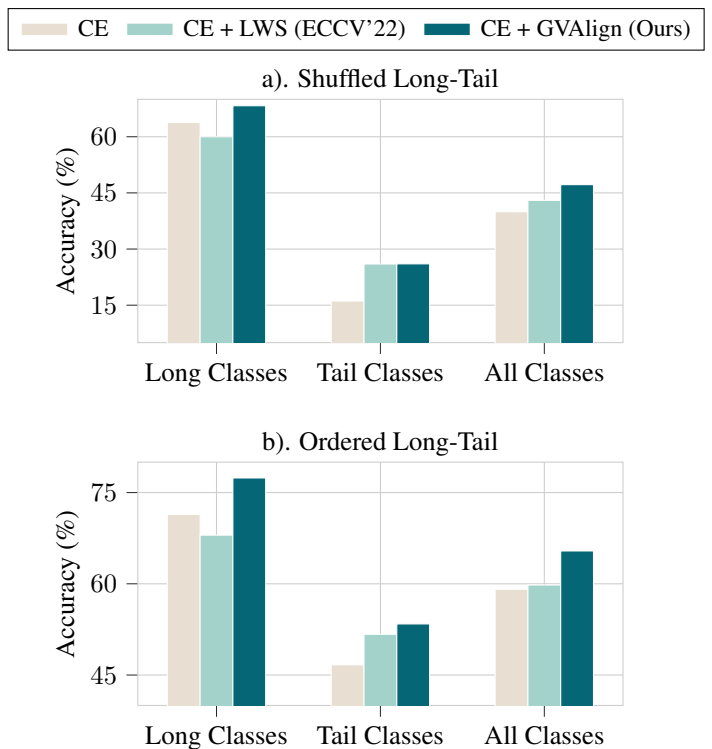 CE CE + LWS (ECCV'22) CE + GVAlign (Ours)
a). Shuffled Long-Tail
Accuracy (%)
60
45
30
15
Long Classes Tail Classes All Classes
b). Ordered Long-Tail
Accuracy (%)
75
60
45
Long Classes Tail Classes All Classes